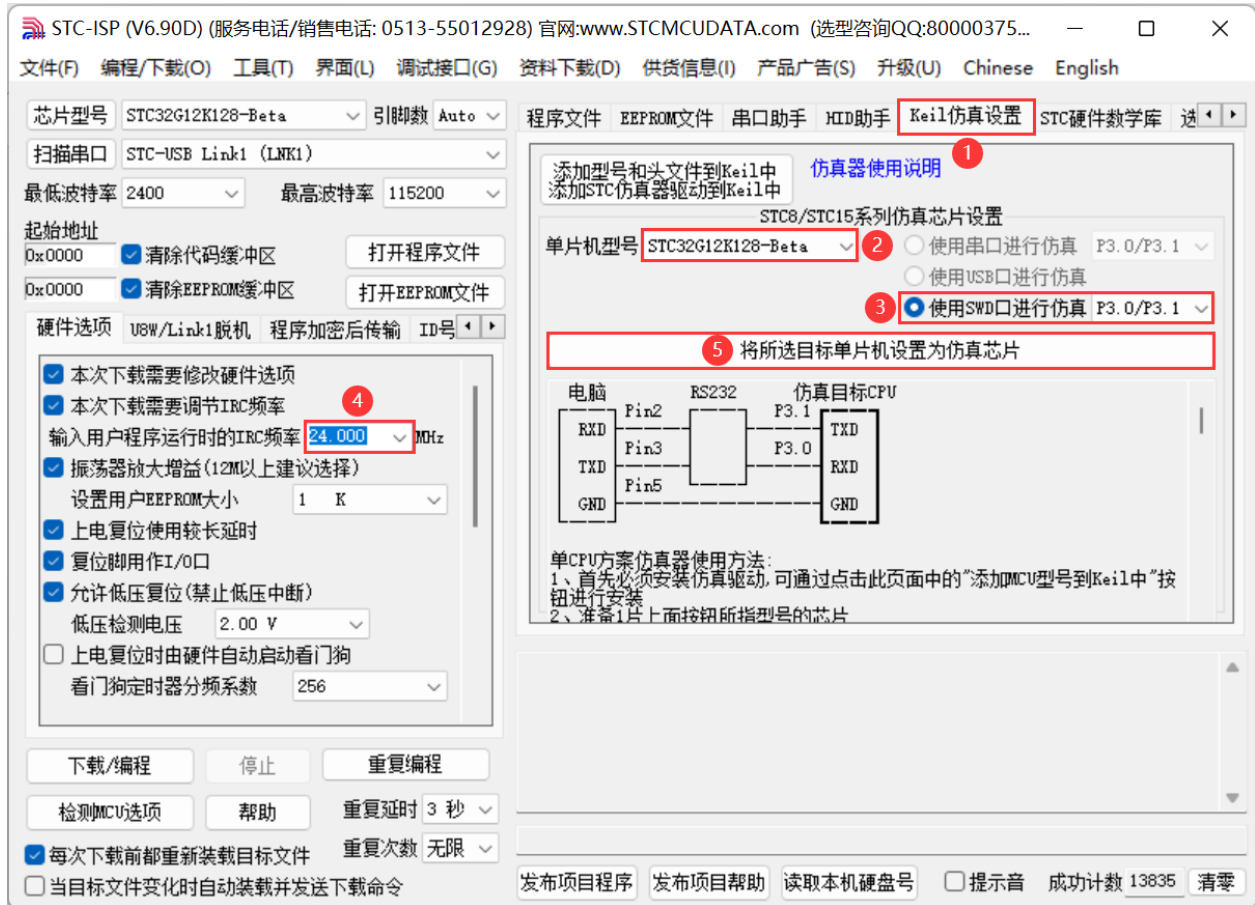 STC-ISP (V6.90D) (服务电话/销售电话: 0513-55012928) 官网:www.STCMCUDATA.com (选型咨询QQ:80000375...
文件(F) 编程/下载(O) 工具(T) 界面(L) 调试接口(G) 资料下载(D) 供货信息(I) 产品广告(S) 升级(U) Chinese English
芯片型号 STC32G12K128-Beta 引脚数 Auto
扫描串口 STC-USB Link1 (LNK1)
最低波特率 2400 最高波特率 115200
起始地址
0x0000 清除代码缓冲区 打开程序文件
0x0000 清除EEPROM缓冲区 打开EEPROM文件
硬件选项 U8W/Link1脱机 程序加密后传输 ID号
本次下载需要修改硬件选项
本次下载需要调节IRC频率
4
输入用户程序运行时的IRC频率 24.000 MHz
振荡器放大增益(12M以上建议选择)
设置用户EEPROM大小 1 K
上电复位使用较长延时
复位脚用作I/O口
允许低压复位(禁止低压中断)
低压检测电压 2.00 V
上电复位时由硬件自动启动看门狗
看门狗定时器分频系数 256
下载/编程 停止 重复编程
检测MCU选项 帮助 重复延时 3 秒
每次下载前都重新装载目标文件 重复次数 无限
当目标文件变化时自动装载并发送下载命令
程序文件 EEPROM文件 串口助手 HID助手 Keil仿真设置 STC硬件数学库 选
1
添加型号和头文件到Keil中 仿真器使用说明
添加STC仿真器驱动到Keil中
STC8/STC15系列仿真芯片设置
单片机型号 STC32G12K128-Beta 2 使用串口进行仿真 P3.0/P3.1
使用USB口进行仿真
3 使用SWD口进行仿真 P3.0/P3.1
5 将所选目标单片机设置为仿真芯片
电脑 RS232 仿真目标CPU
Pin2 P3.1
RXD TXD
Pin3 P3.0
TXD RXD
Pin5
GND GND
单CPU方案仿真器使用方法:
1、首先必须安装仿真驱动,可通过点击此页面中的"添加MCU型号到Keil中"按
钮进行安装
2、准备1片上面按钮所指型号的芯片
发布项目程序 发布项目帮助 读取本机硬盘号 提示音 成功计数 13835 清零